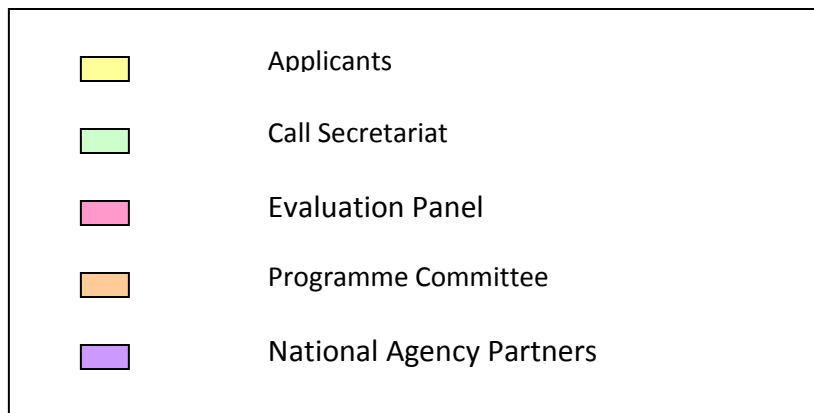 Applicants
Call Secretariat
Evaluation Panel
Programme Committee
National Agency Partners